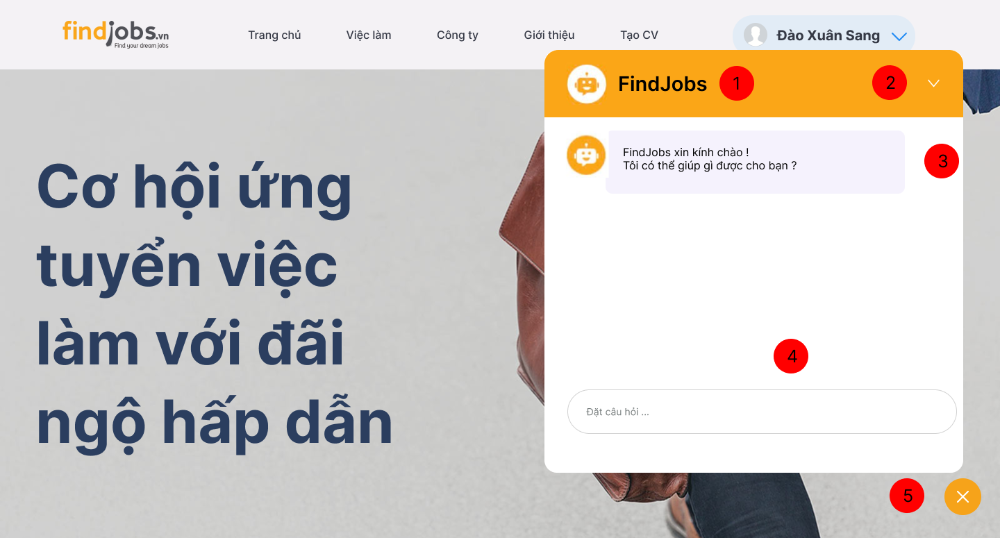 findjobs.vn
Find your dream jobs
Trang chủ
Việc làm
Công ty
Giới thiệu
Tạo CV
Đào Xuân Sang
FindJobs
1
2
FindJobs xin kính chào !
Tôi có thể giúp gì được cho bạn ?
3
Cơ hội ứng
tuyển việc
làm với đãi
ngộ hấp dẫn
4
Đặt câu hỏi ...
5